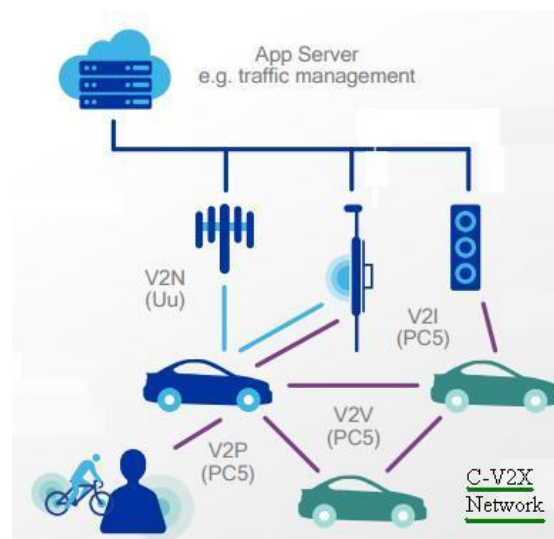 App Server
e.g. traffic management
V2N
(Uu)
V2I
(PC5)
V2V
(PC5)
V2P
(PC5)
C-V2X
Network